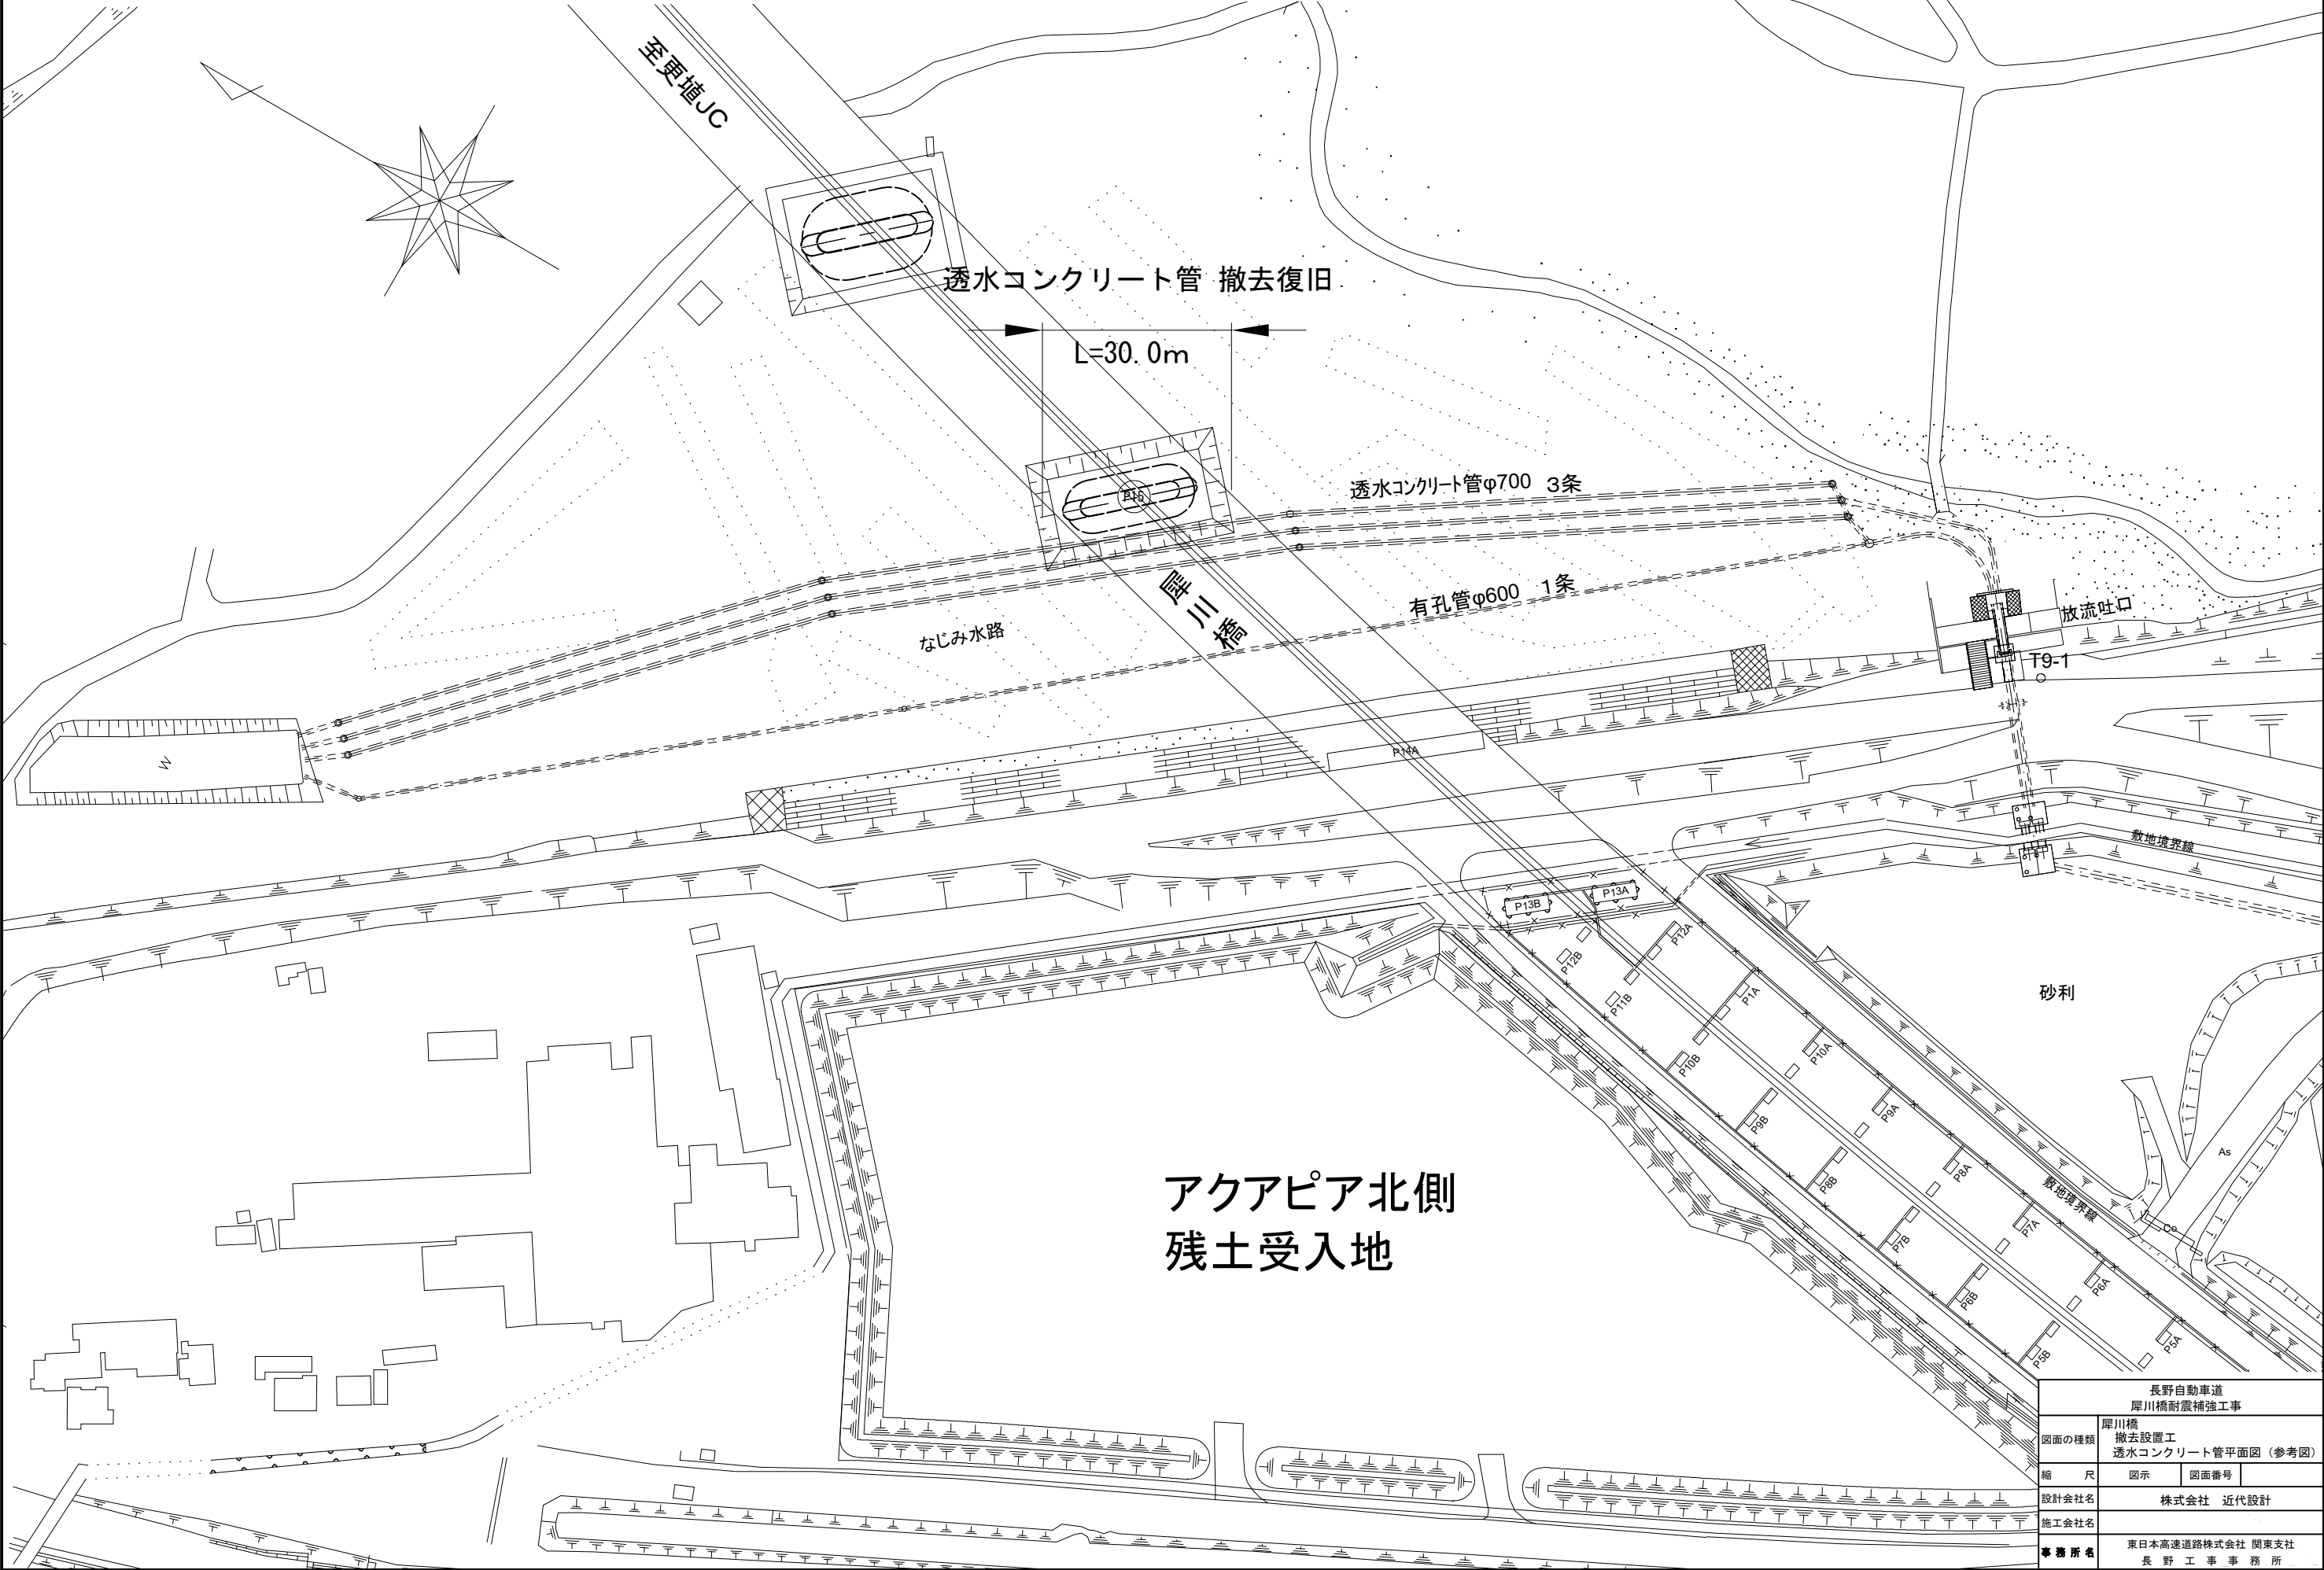 至更埴JC
透水コンクリート管 撤去復旧
L=30.0m
P15
透水コンクリート管φ700 3条
有孔管φ600 1条
犀川橋
なじみ水路
放流吐口
T9-1
W
P14A
敷地境界線
P13B
P13A
P12A
P12B
P11B
P1A
P10B
P10A
P9B
P9A
P8B
P8A
P7B
P7A
P6B
P6A
P5B
P5A
砂利
As
Co
敷地境界線
アクアピア北側
残土受入地
長野自動車道
犀川橋耐震補強工事
図面の種類
犀川橋
撤去設置工
透水コンクリート管平面図（参考図）
縮 尺 図示 図面番号
設計会社名 株式会社 近代設計
施工会社名
事務所名
東日本高速道路株式会社 関東支社
長 野 工 事 事 務 所